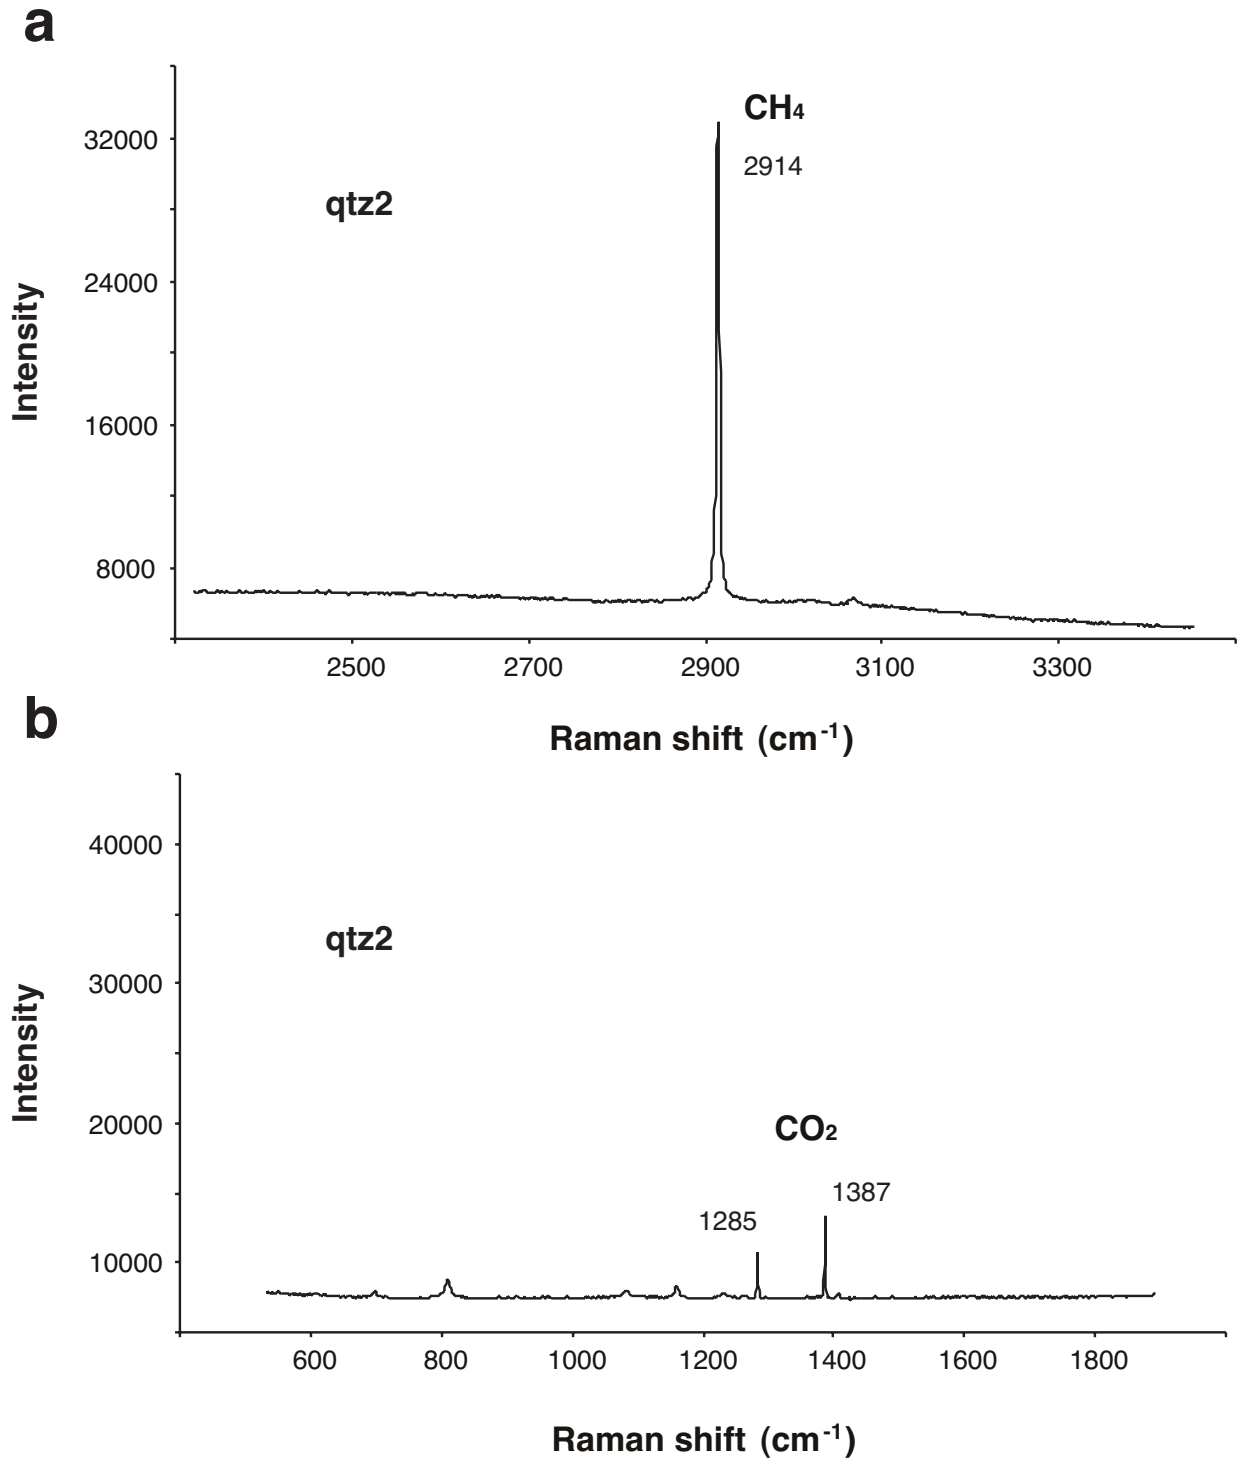 a
CH₄
32000
2914
qtz2
24000
Intensity
16000
8000
2500 2700 2900 3100 3300
Raman shift (cm⁻¹)
b
40000
qtz2
30000
Intensity
20000
CO₂
1387
1285
10000
600 800 1000 1200 1400 1600 1800
Raman shift (cm⁻¹)